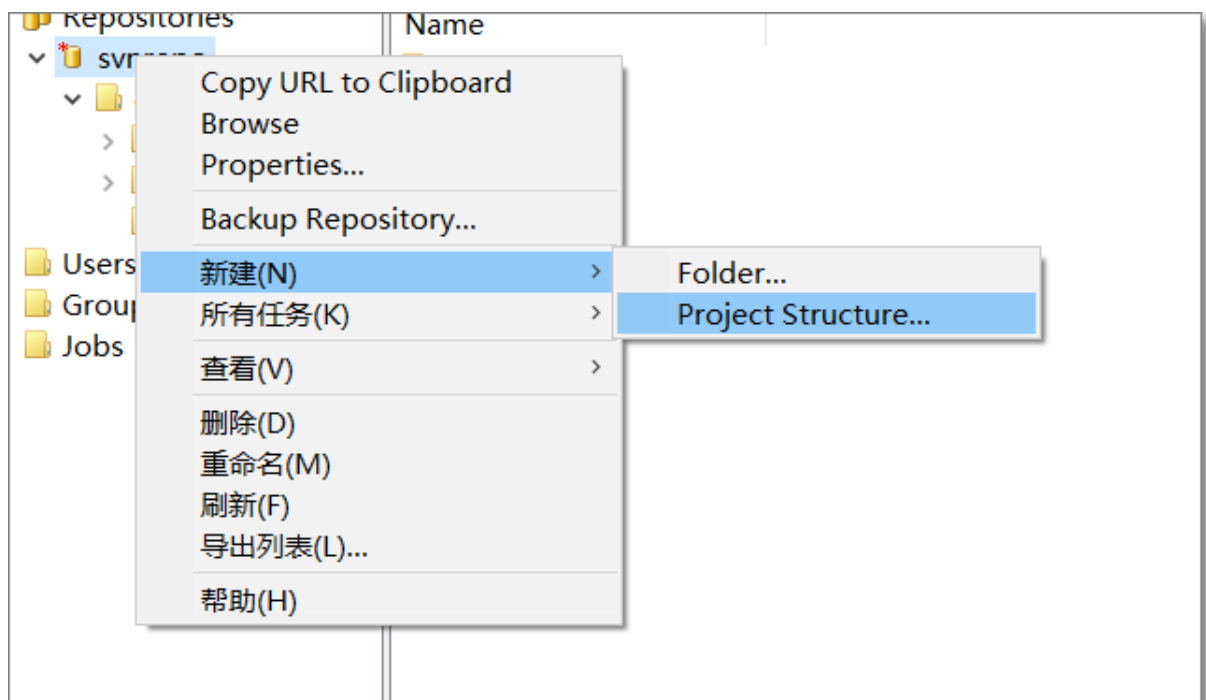 Repositories
Name
Copy URL to Clipboard
Browse
Properties...
Backup Repository...
Users
新建(N)
Folder...
所有任务(K)
Project Structure...
Jobs
查看(V)
删除(D)
重命名(M)
刷新(F)
导出列表(L)...
帮助(H)